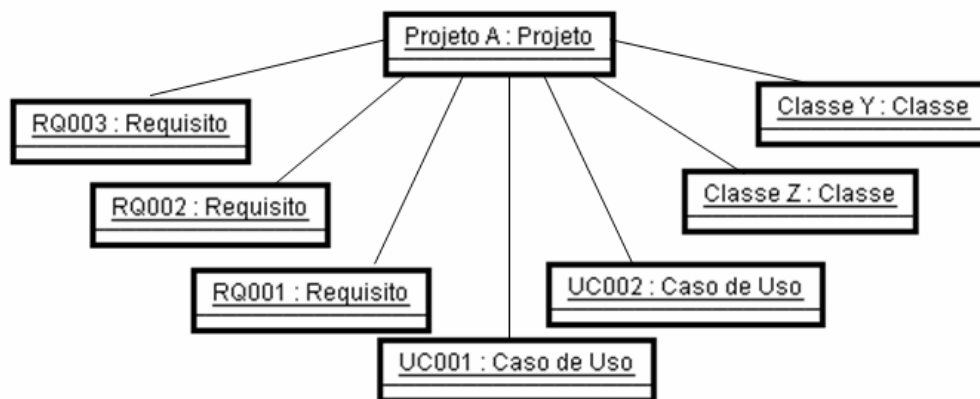 Projeto A : Projeto
RQ003 : Requisito
Classe Y : Classe
RQ002 : Requisito
Classe Z : Classe
RQ001 : Requisito
UC002 : Caso de Uso
UC001 : Caso de Uso